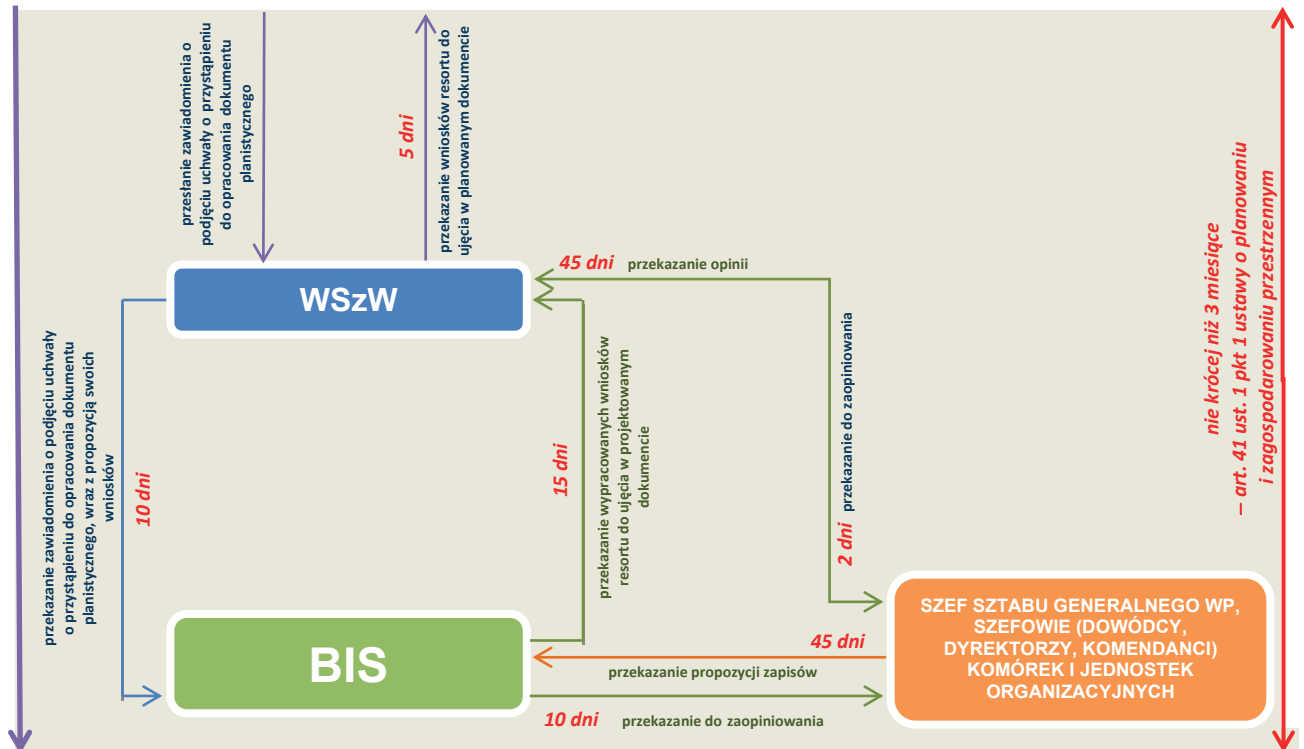 przesłanie zawiadomienia o
podjęciu uchwały o przystąpieniu
do opracowania dokumentu
planistycznego
5 dni
przekazanie wniosków resortu do
ujęcia w planowanym dokumencie
WSzW
45 dni przekazanie opinii
przekazanie zawiadomienia o podjęciu uchwały
o przystąpieniu do opracowania dokumentu
planistycznego, wraz z propozycją swoich
wniosków
10 dni
15 dni
przekazanie wypracowanych wniosków
resortu do ujęcia w projektowanym
dokumencie
2 dni przekazanie do zaopiniowania
nie krócej niż 3 miesiące
– art. 41 ust. 1 pkt 1 ustawy o planowaniu
i zagospodarowaniu przestrzennym
BIS
45 dni
przekazanie propozycji zapisów
10 dni przekazanie do zaopiniowania
SZEF SZTABU GENERALNEGO WP,
SZEFOWIE (DOWÓDCY,
DYREKTORZY, KOMENDANCI)
KOMÓREK I JEDNOSTEK
ORGANIZACYJNYCH